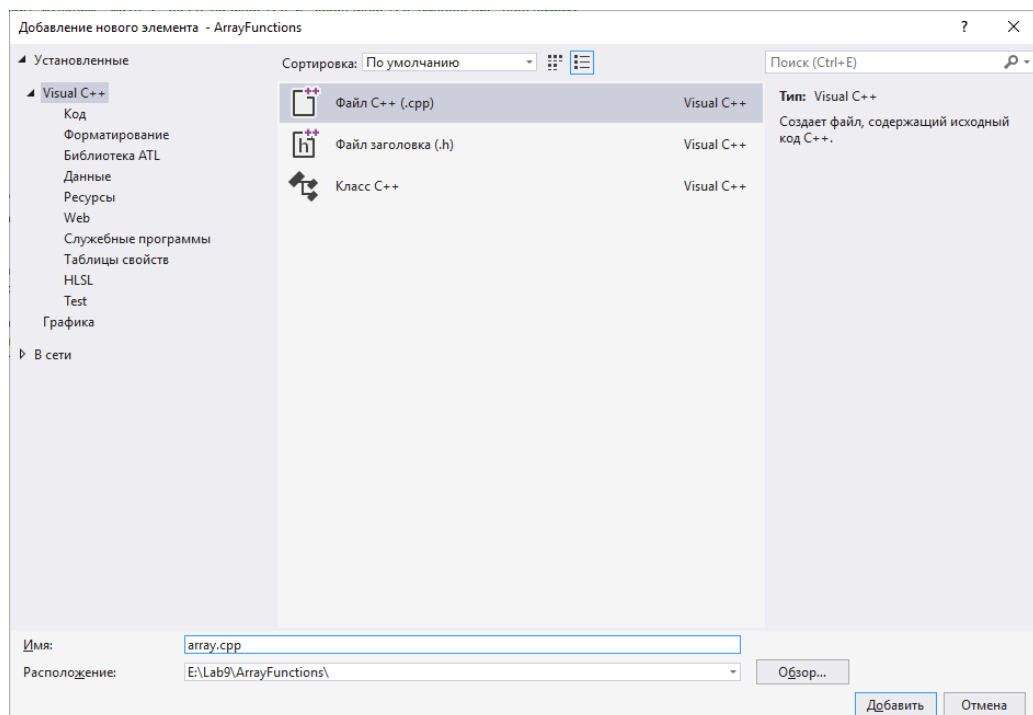 Добавление нового элемента - ArrayFunctions
? X
Установленные
Visual C++
Код
Форматирование
Библиотека ATL
Данные
Ресурсы
Web
Служебные программы
Таблицы свойств
HLSL
Test
Графика
В сети
Сортировка: По умолчанию
Файл C++ (.cpp) Visual C++
Файл заголовка (.h) Visual C++
Класс C++ Visual C++
Поиск (Ctrl+E)
Тип: Visual C++
Создает файл, содержащий исходный
код C++.
Имя: array.cpp
Расположение: E:\Lab9\ArrayFunctions\
Обзор...
Добавить Отмена